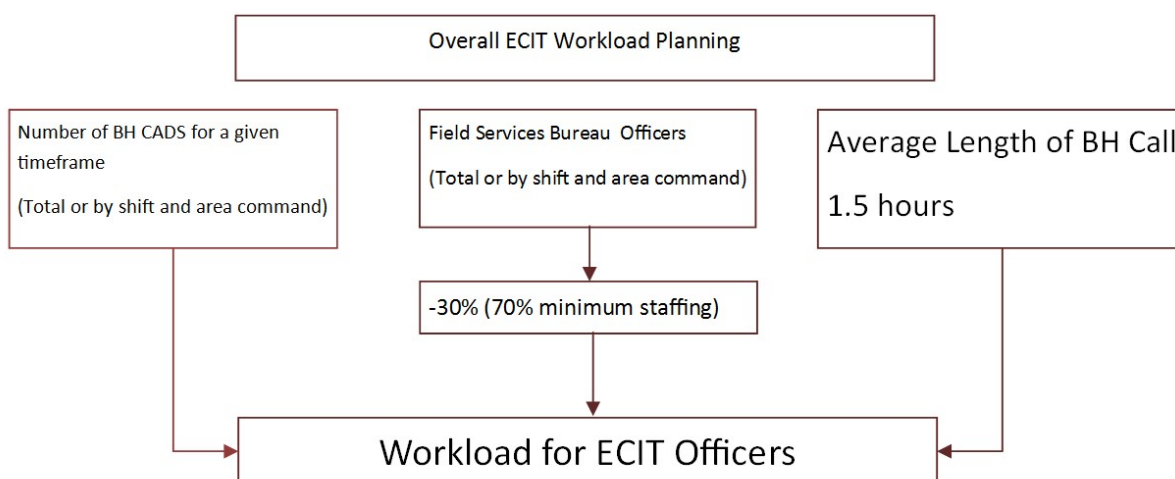 Overall ECIT Workload Planning
Number of BH CADS for a given
timeframe
(Total or by shift and area command)
Field Services Bureau Officers
(Total or by shift and area command)
Average Length of BH Call
1.5 hours
-30% (70% minimum staffing)
Workload for ECIT Officers